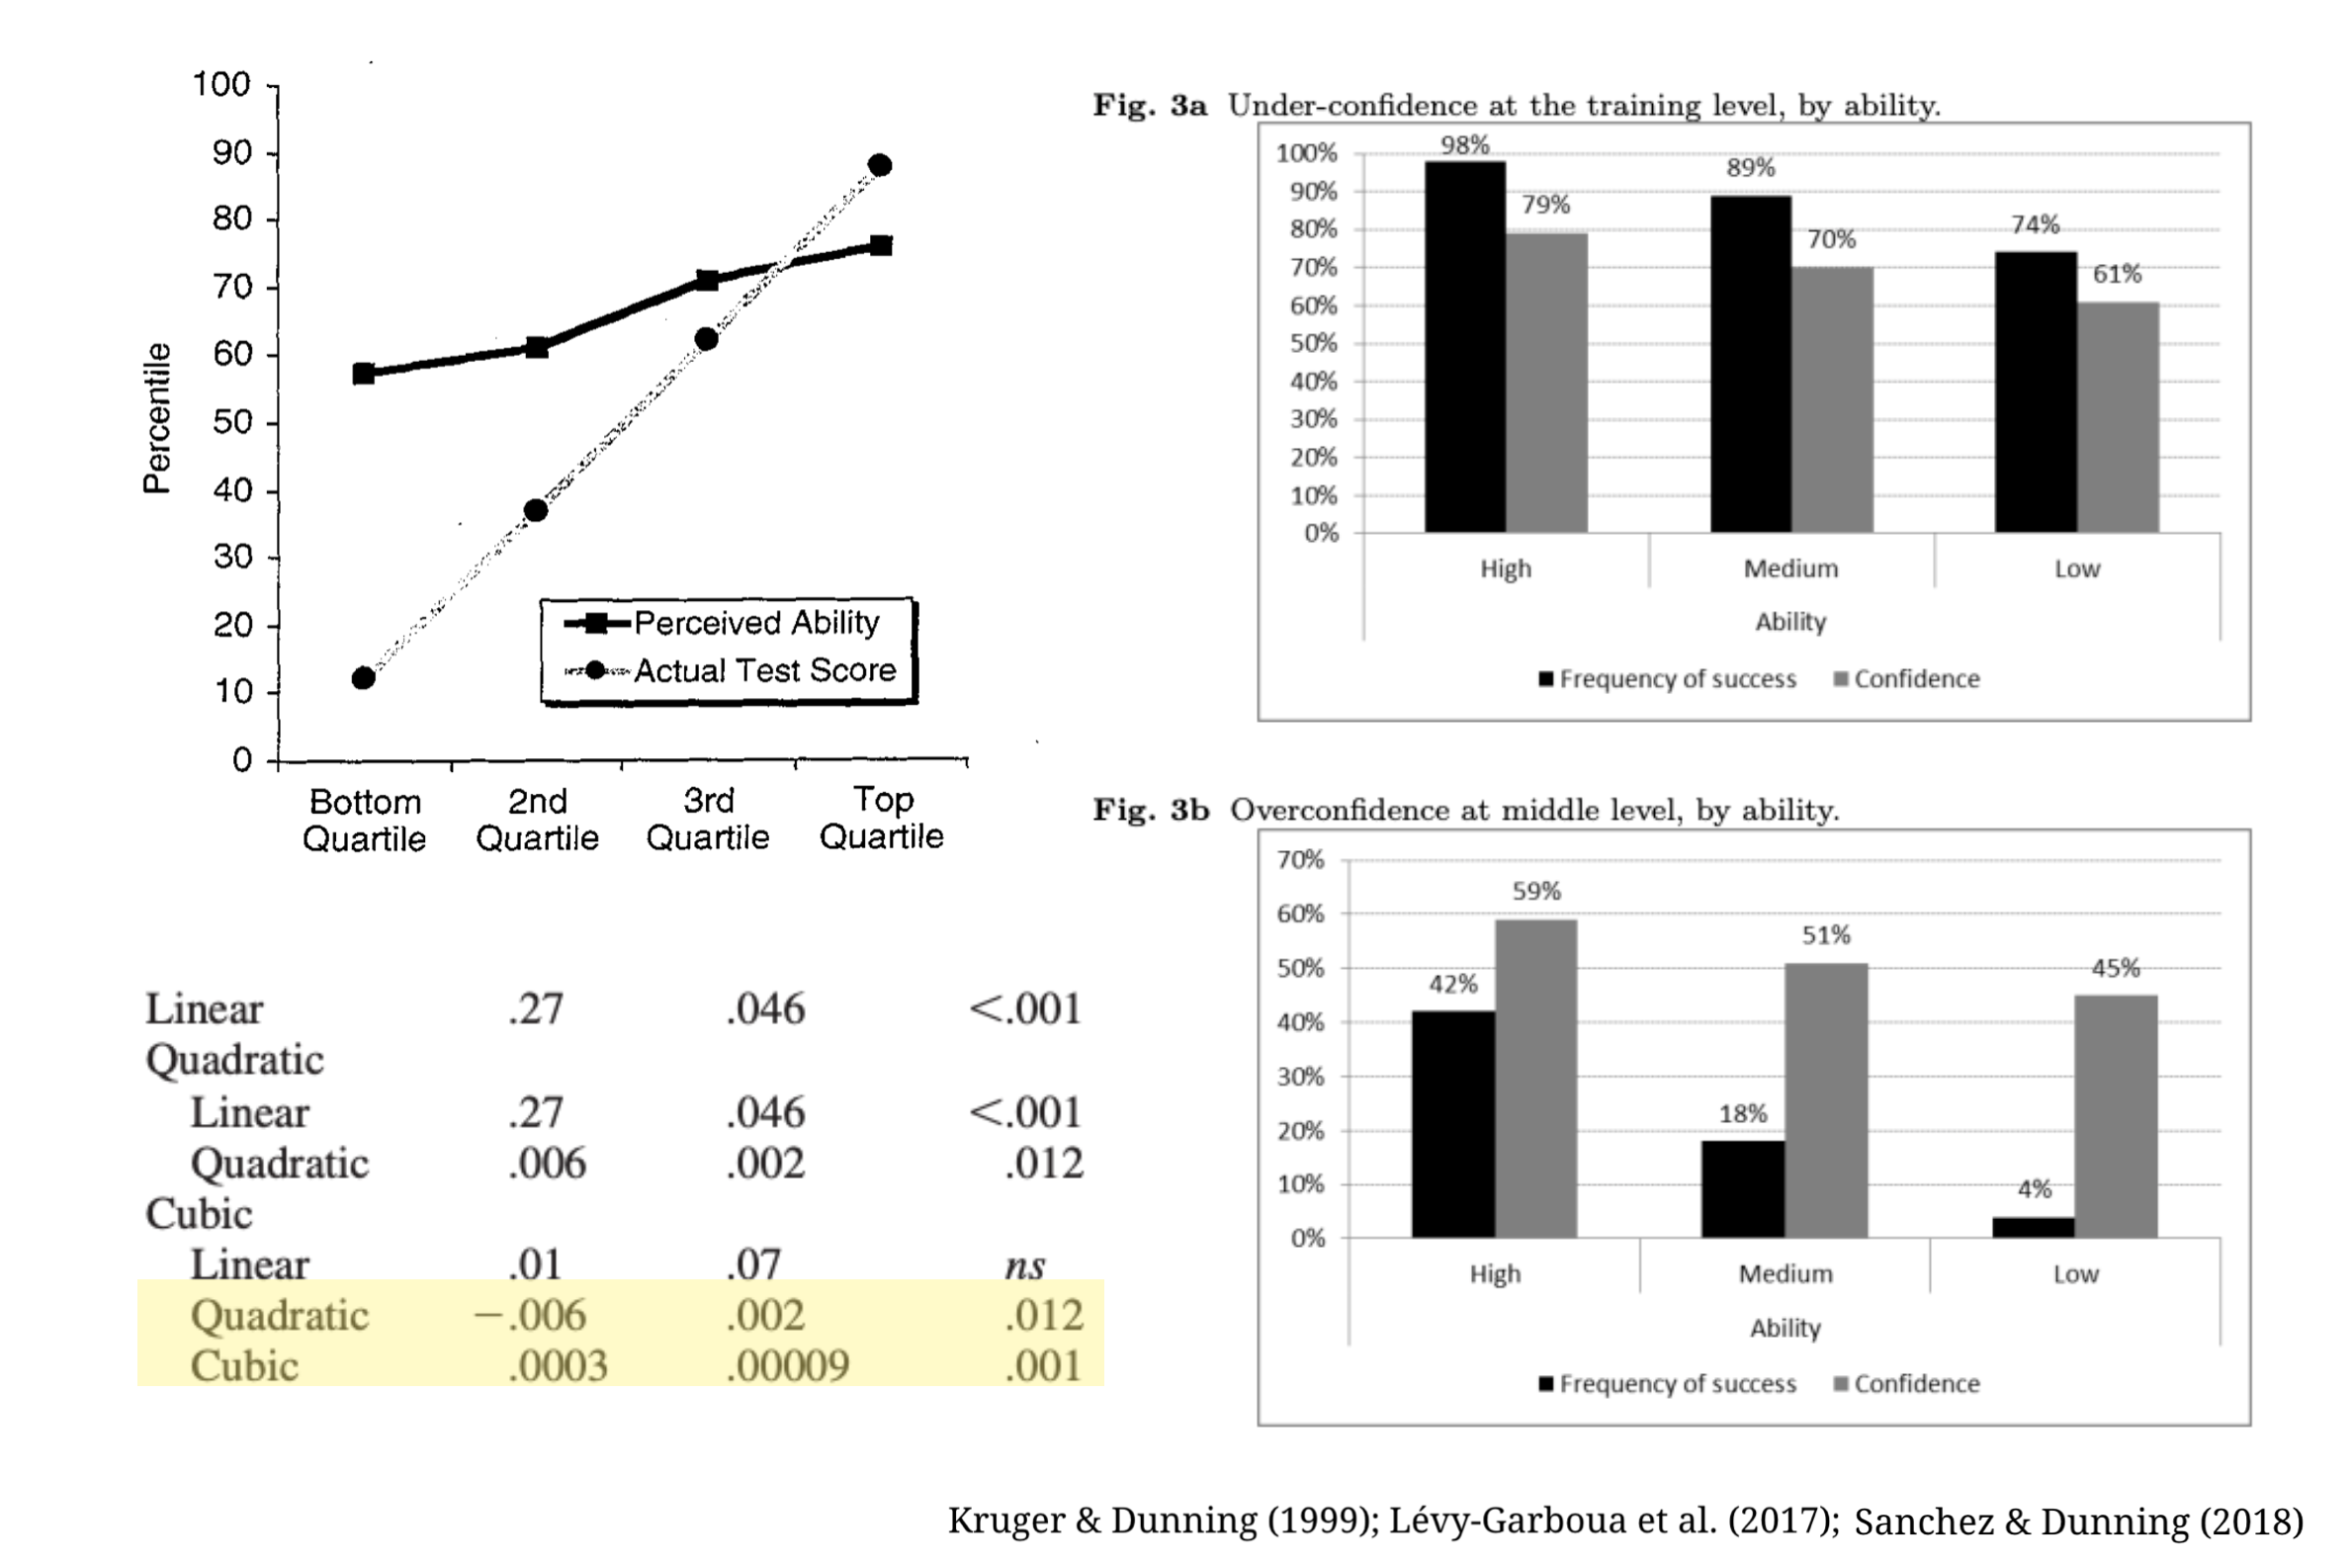 100
90
80
70
60
50
40
30
20
10
0
Percentile
Perceived Ability
Actual Test Score
Bottom Quartile
2nd Quartile
3rd Quartile
Top Quartile
Fig. 3a Under-confidence at the training level, by ability.
100%
90%
80%
70%
60%
50%
40%
30%
20%
10%
0%
98%
79%
89%
70%
74%
61%
High
Medium
Low
Ability
Frequency of success
Confidence
Linear .27 .046 <.001
Quadratic
Linear .27 .046 <.001
Quadratic .006 .002 .012
Cubic
Linear .01 .07 ns
Quadratic −.006 .002 .012
Cubic .0003 .00009 .001
Fig. 3b Overconfidence at middle level, by ability.
70%
60%
50%
40%
30%
20%
10%
0%
42%
59%
18%
51%
4%
45%
High
Medium
Low
Ability
Frequency of success
Confidence
Kruger & Dunning (1999); Lévy-Garboua et al. (2017); Sanchez & Dunning (2018)